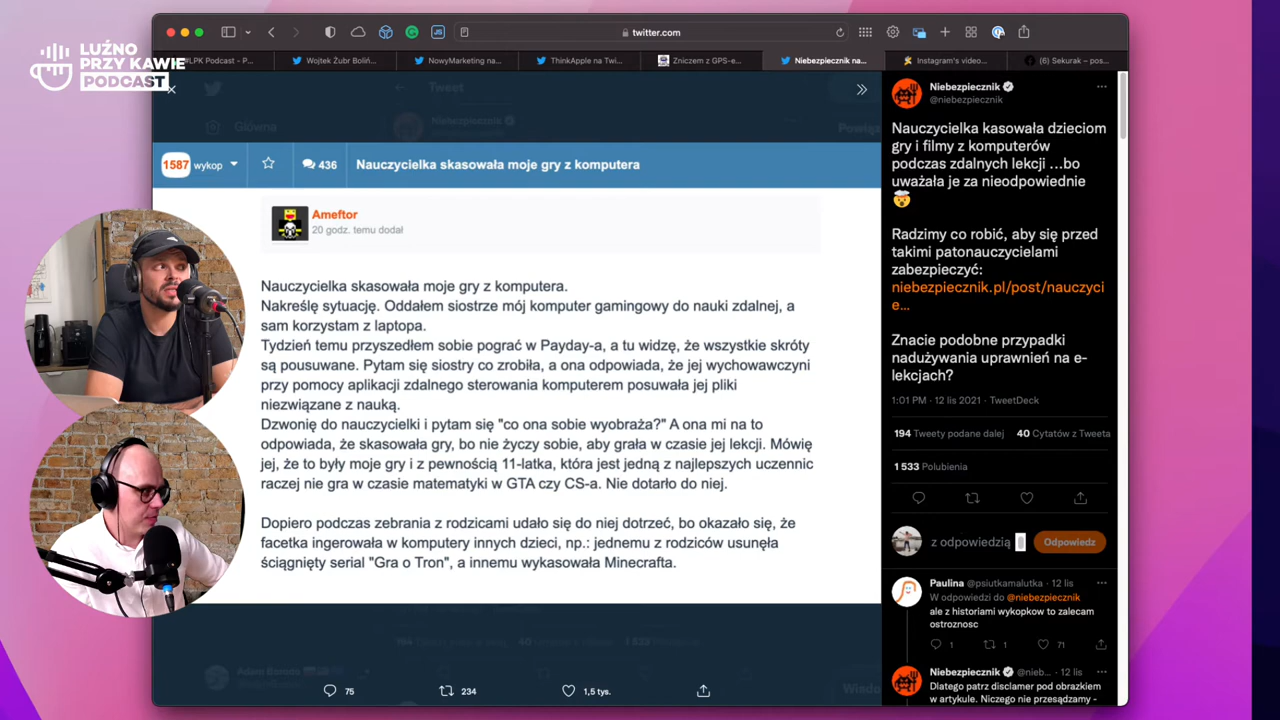 LUŹNO
PRZY KAWIE
PODCAST
twitter.com
#LPK Podcast - P...
Wojtek Żubr Boliń...
NowyMarketing na...
ThinkApple na Twi...
Zniczem z GPS-e...
Niebezpiecznik na...
Instagram's video...
(6) Sekurak – pos...
Tweet
Główna
Niebezpiecznik
1587 wykop
436
Nauczycielka skasowała moje gry z komputera
Ameftor
20 godz. temu dodał
Nauczycielka skasowała moje gry z komputera.
Nakreślę sytuację. Oddałem siostrze mój komputer gamingowy do nauki zdalnej, a
sam korzystam z laptopa.
Tydzień temu przyszedłem sobie pograć w Payday-a, a tu widzę, że wszystkie skróty
są pousuwane. Pytam się siostry co zrobiła, a ona odpowiada, że jej wychowawczyni
przy pomocy aplikacji zdalnego sterowania komputerem posuwała jej pliki
niezwiązane z nauką.
Dzwonię do nauczycielki i pytam się "co ona sobie wyobraża?" A ona mi na to
odpowiada, że skasowała gry, bo nie życzy sobie, aby grała w czasie jej lekcji. Mówię
jej, że to były moje gry i z pewnością 11-latka, która jest jedną z najlepszych uczennic
raczej nie gra w czasie matematyki w GTA czy CS-a. Nie dotarło do niej.
Dopiero podczas zebrania z rodzicami udało się do niej dotrzeć, bo okazało się, że
facetka ingerowała w komputery innych dzieci, np.: jednemu z rodziców usunęła
ściągnięty serial "Gra o Tron", a innemu wykasowała Minecrafta.
75
234
1,5 tys.
Niebezpiecznik
@niebezpiecznik
Nauczycielka kasowała dzieciom
gry i filmy z komputerów
podczas zdalnych lekcji ...bo
uważała je za nieodpowiednie
🤯
Radzimy co robić, aby się przed
takimi patonauczycielami
zabezpieczyć:
niebezpiecznik.pl/post/nauczyci
e...
Znacie podobne przypadki
nadużywania uprawnień na e-
lekcjach?
1:01 PM · 12 lis 2021 · TweetDeck
194 Tweety podane dalej 40 Cytatów z Tweeta
1 533 Polubienia
z odpowiedzią
Odpowiedz
Paulina @psiutkamalutka · 12 lis
W odpowiedzi do @niebezpiecznik
ale z historiami wykopkow to zalecam
ostroznosc
1
1
71
Niebezpiecznik @nieb... · 12 lis
Dlatego patrz disclamer pod obrazkiem
w artykule. Niczego nie przesądzamy -